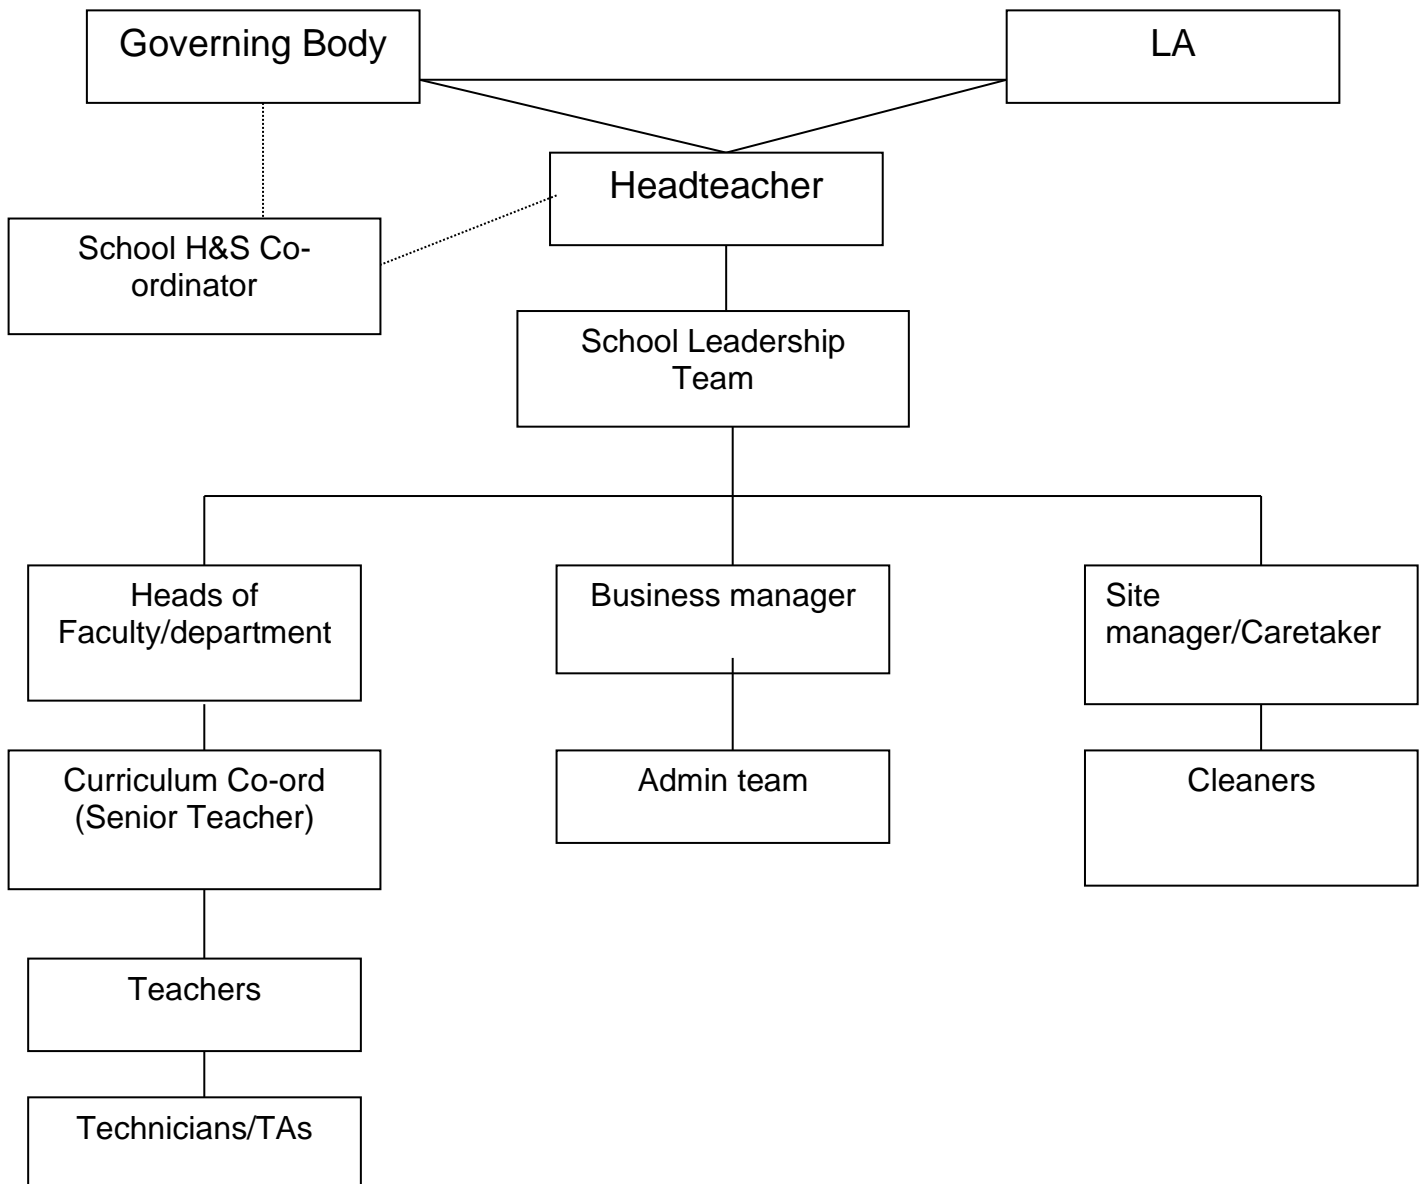 Governing Body
LA
Headteacher
School H&S Co-
ordinator
School Leadership
Team
Heads of
Faculty/department
Business manager
Site
manager/Caretaker
Curriculum Co-ord
(Senior Teacher)
Admin team
Cleaners
Teachers
Technicians/TAs